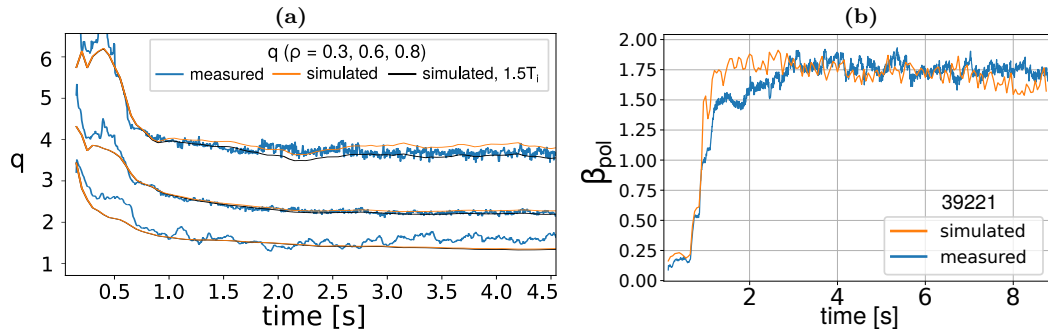 (a)
q (ρ = 0.3, 0.6, 0.8)
measured simulated simulated, 1.5Ti
q
6
5
4
3
2
1
0.5 1.0 1.5 2.0 2.5 3.0 3.5 4.0 4.5
time [s]
(b)
βpol
2.00
1.75
1.50
1.25
1.00
0.75
0.50
0.25
0.00
39221
simulated
measured
2 4 6 8
time [s]